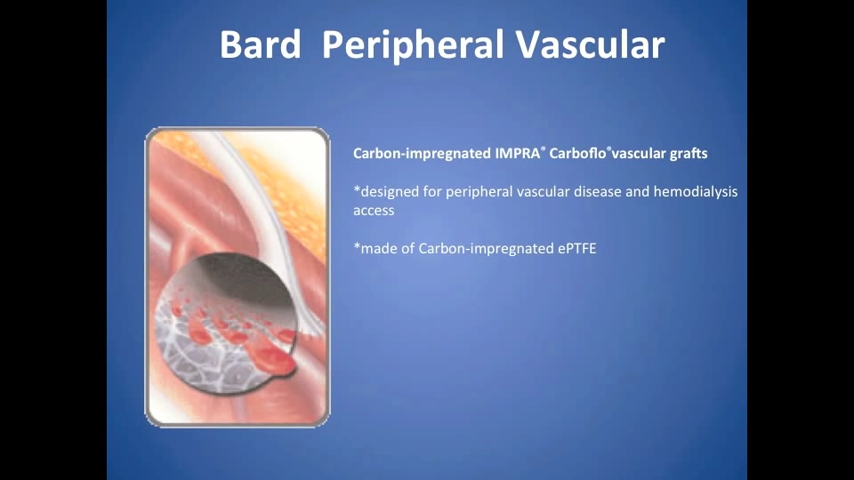 Bard  Peripheral Vascular
Carbon-impregnated IMPRA® Carboflo®vascular grafts
*designed for peripheral vascular disease and hemodialysis
access
*made of Carbon-impregnated ePTFE